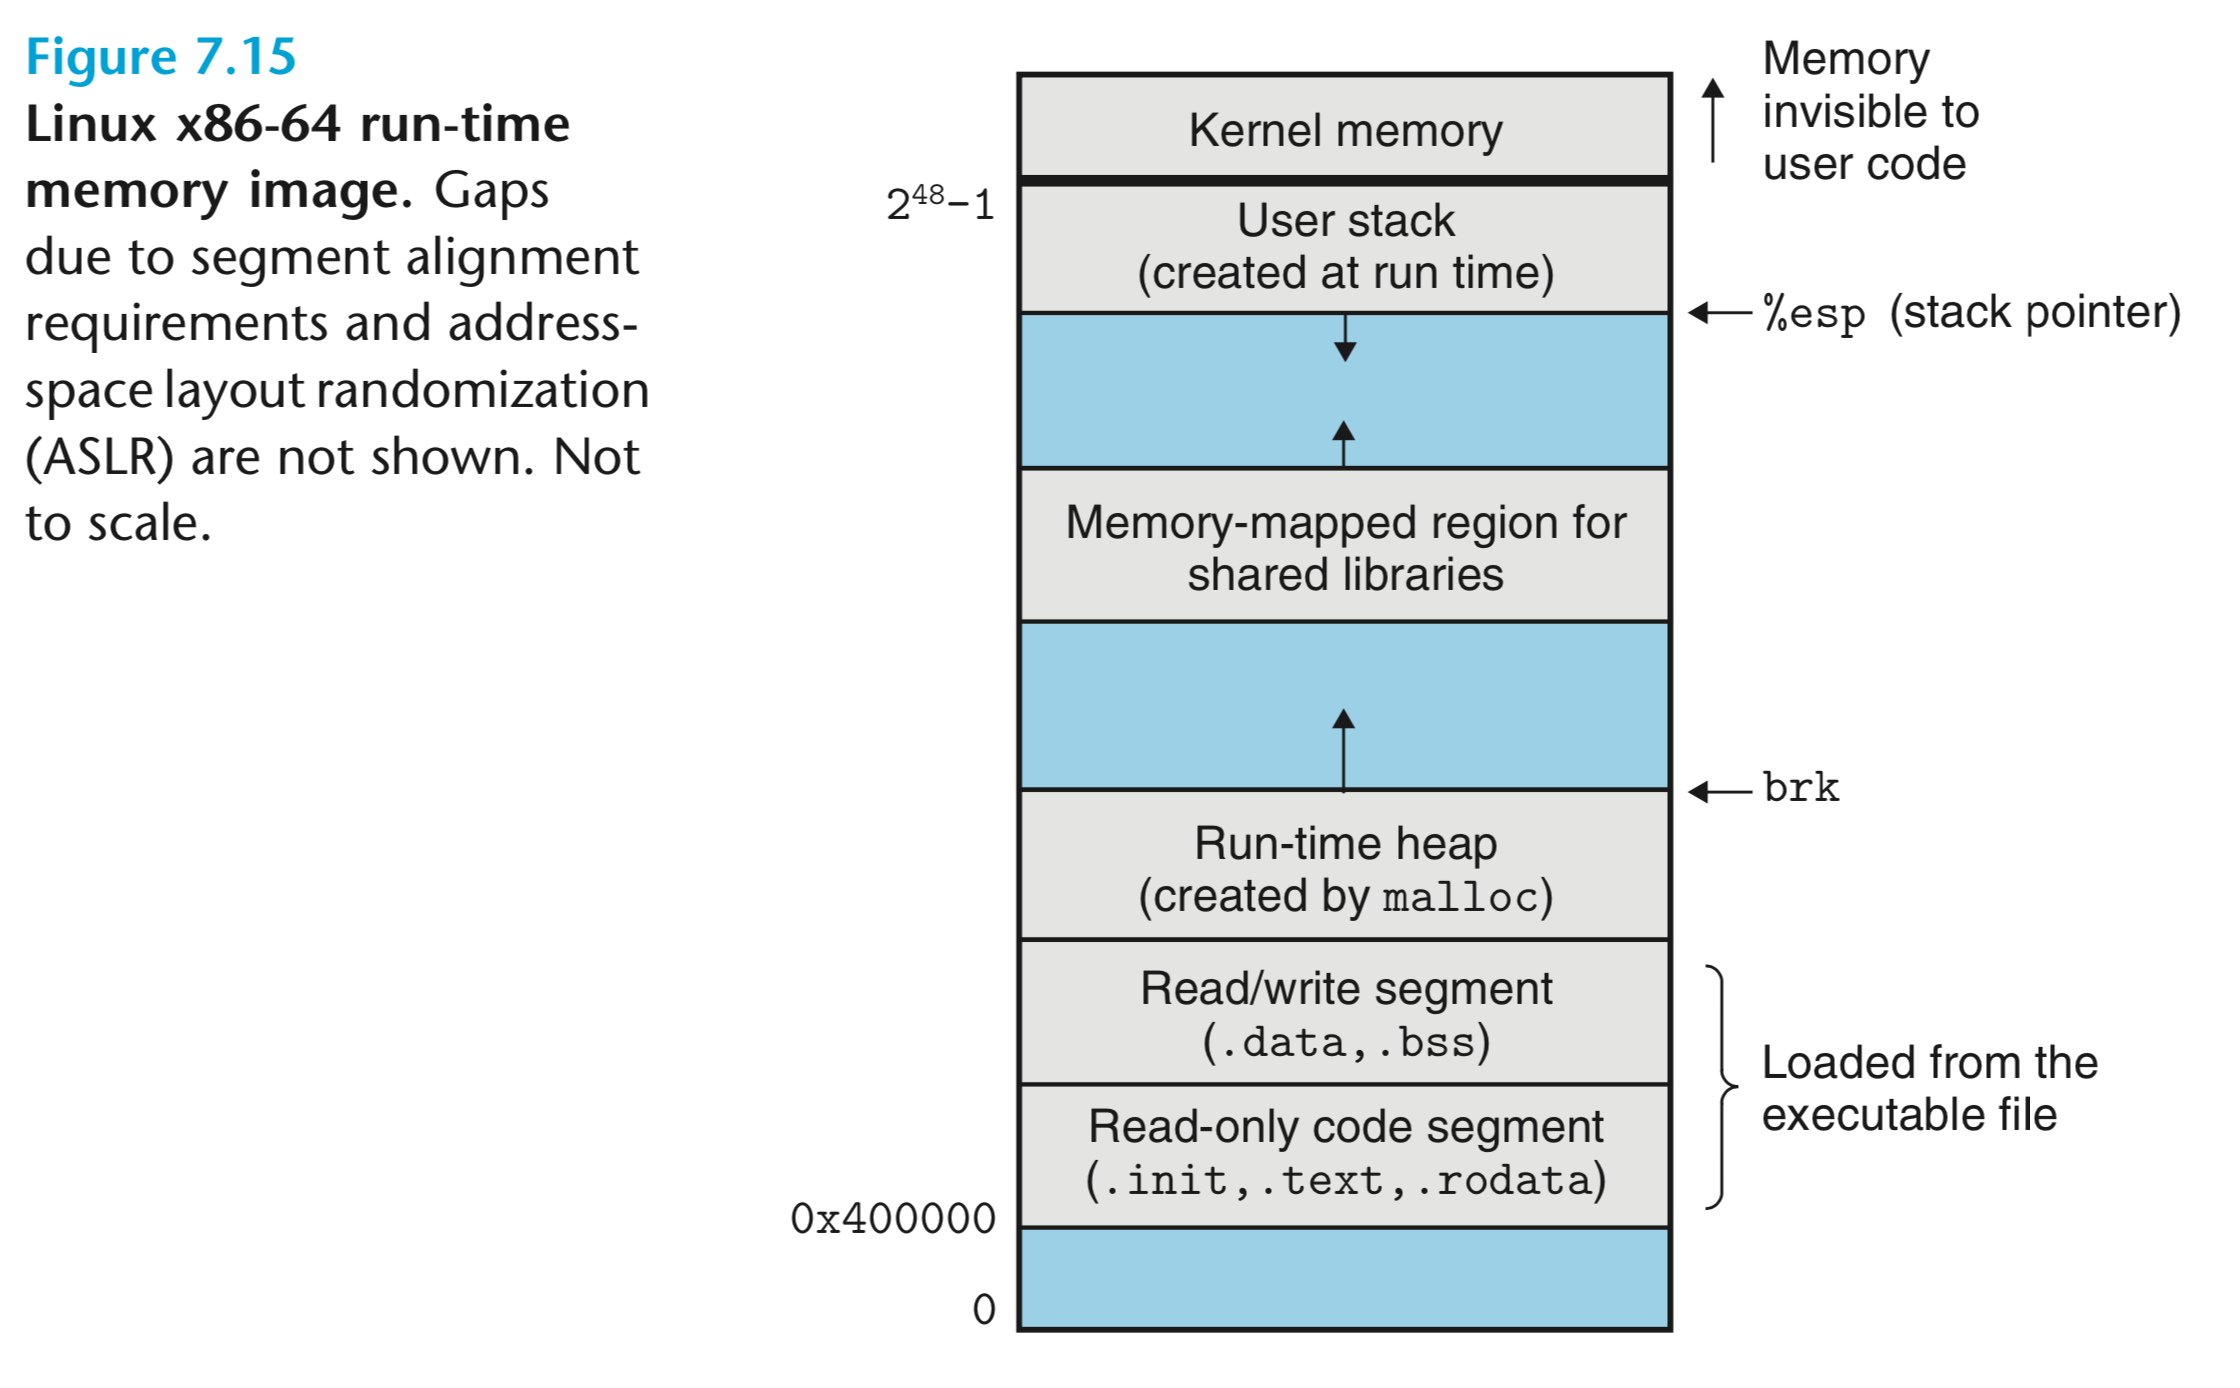 Figure 7.15
Linux x86-64 run-time
memory image. Gaps
due to segment alignment
requirements and address-
space layout randomization
(ASLR) are not shown. Not
to scale.
Kernel memory
Memory
invisible to
user code
2⁴⁸–1
User stack
(created at run time)
%esp (stack pointer)
Memory-mapped region for
shared libraries
brk
Run-time heap
(created by malloc)
Read/write segment
(.data,.bss)
Read-only code segment
(.init,.text,.rodata)
Loaded from the
executable file
0x400000
0